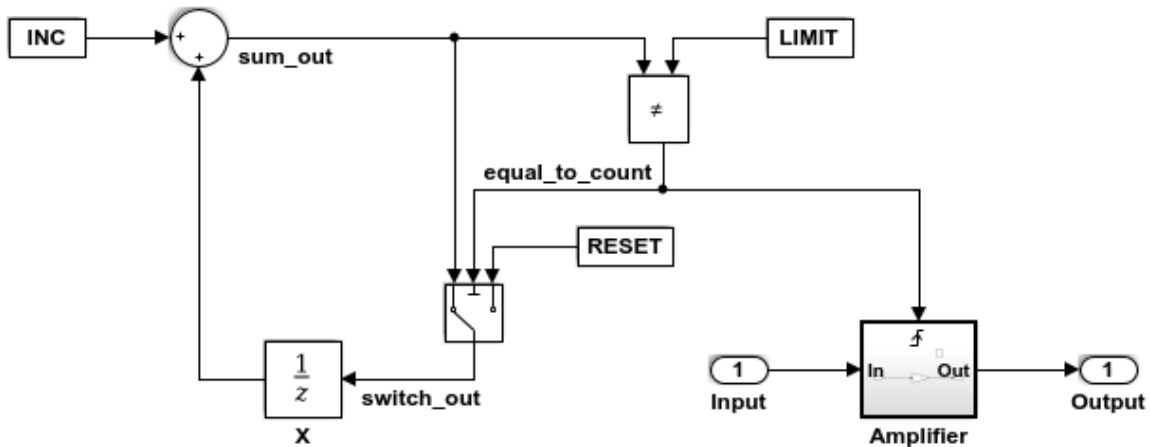 INC
+
+
sum_out
LIMIT
≠
equal_to_count
RESET
1
z
X
switch_out
1
Input
In
Out
Amplifier
1
Output